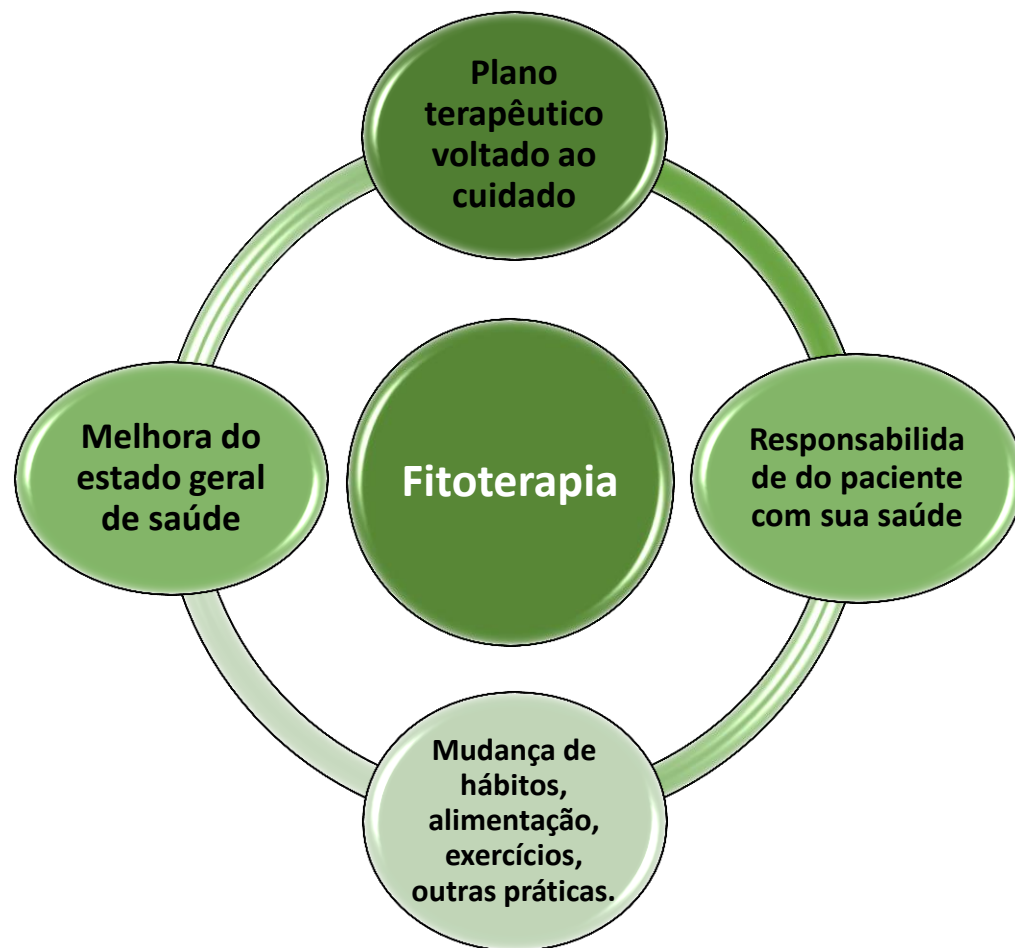 Plano
terapêutico
voltado ao
cuidado
Melhora do
estado geral
de saúde
Fitoterapia
Responsabilida
de do paciente
com sua saúde
Mudança de
hábitos,
alimentação,
exercícios,
outras práticas.